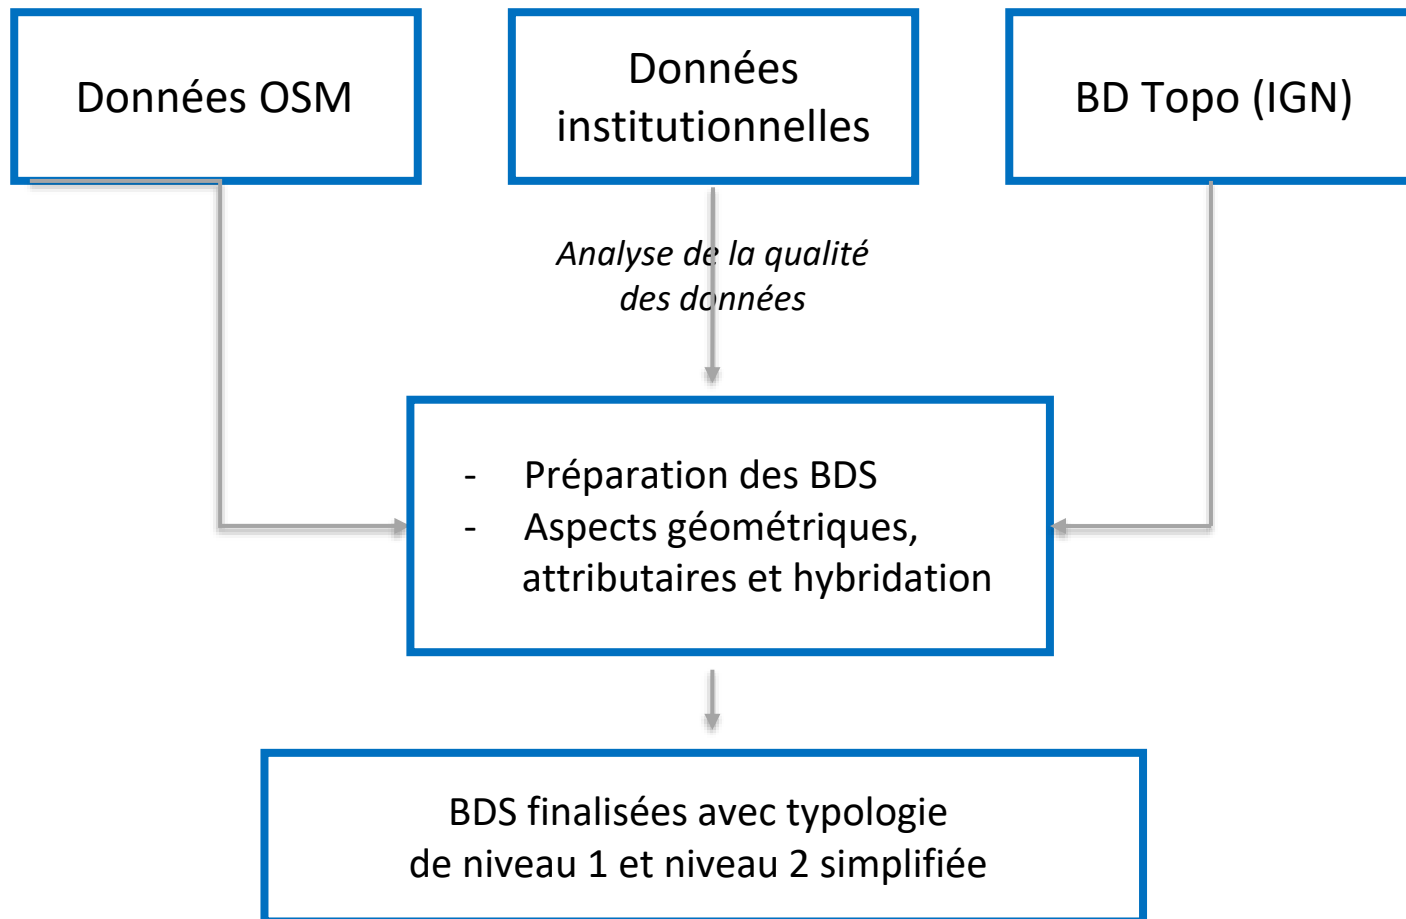 Données OSM
Données
institutionnelles
BD Topo (IGN)
Analyse de la qualité
des données
- Préparation des BDS
- Aspects géométriques,
attributaires et hybridation
BDS finalisées avec typologie
de niveau 1 et niveau 2 simplifiée